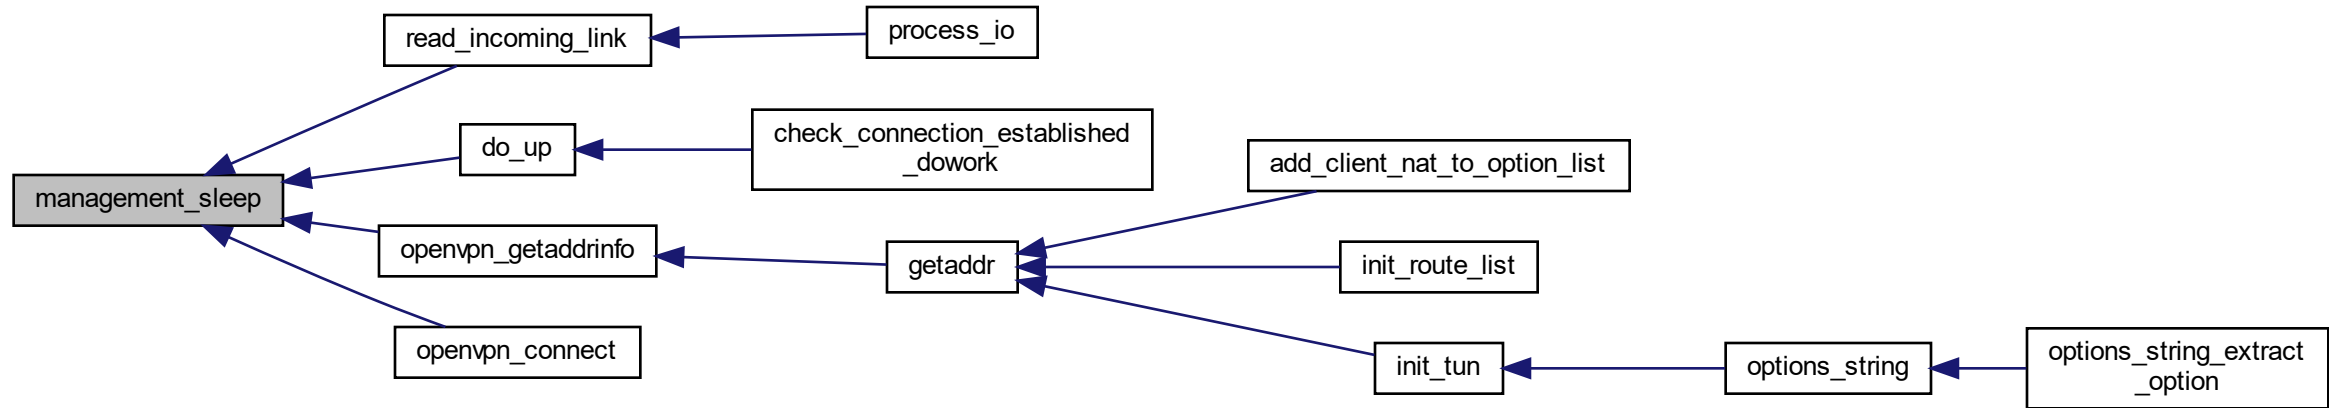 process_io
read_incoming_link
check_connection_established
_dowork
do_up
add_client_nat_to_option_list
management_sleep
openvpn_getaddrinfo
getaddr
init_route_list
openvpn_connect
init_tun
options_string
options_string_extract
_option